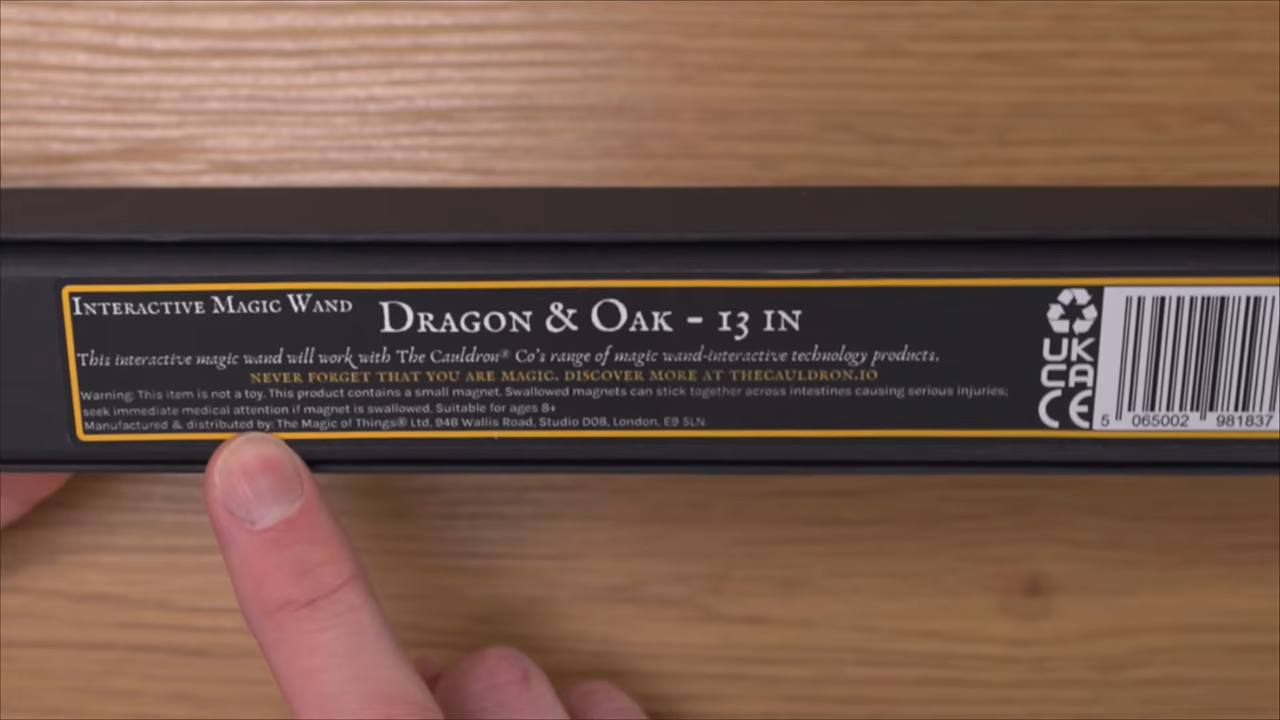 Interactive Magic Wand
Dragon & Oak - 13 in
This interactive magic wand will work with The Cauldron® Co's range of magic wand-interactive technology products.
NEVER FORGET THAT YOU ARE MAGIC. DISCOVER MORE AT THECAULDRON.IO
Warning: This item is not a toy. This product contains a small magnet. Swallowed magnets can stick together across intestines causing serious injuries;
seek immediate medical attention if magnet is swallowed. Suitable for ages 8+
Manufactured & distributed by: The Magic of Things® Ltd, 94B Wallis Road, Studio D08, London, E9 5LN.
UK
CA
CE
5 065002 981837